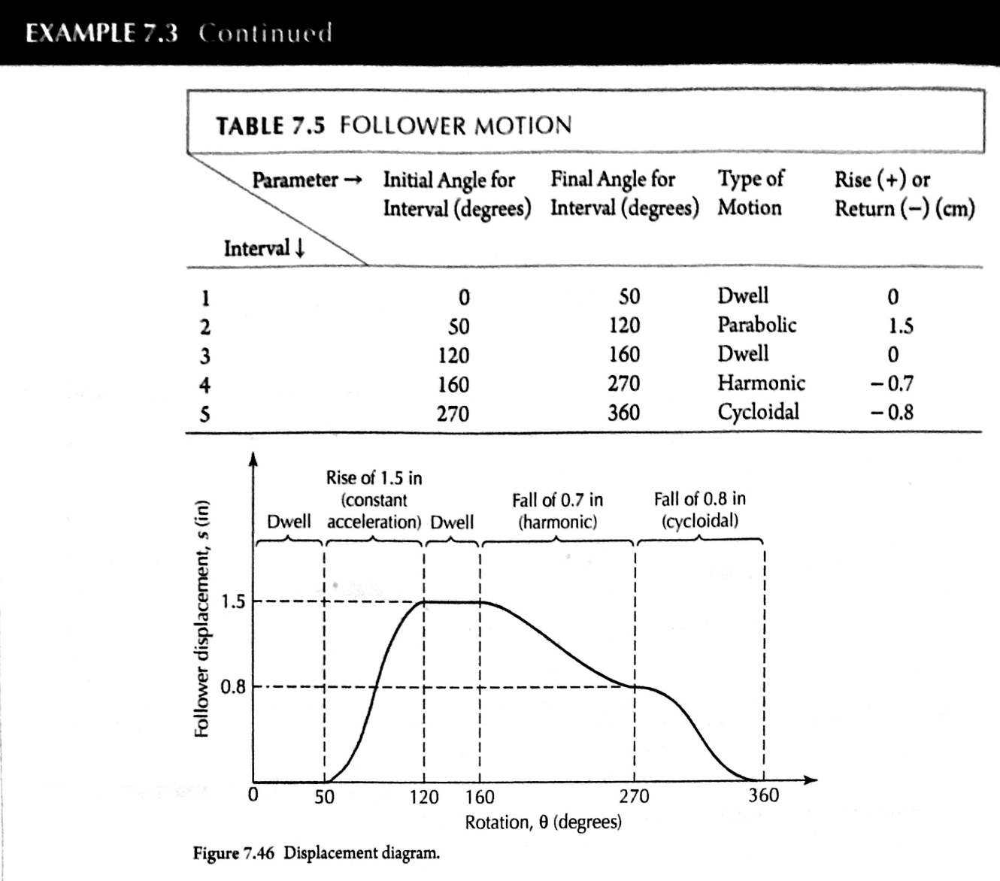 EXAMPLE 7.3 Continued
TABLE 7.5 FOLLOWER MOTION
Parameter → Initial Angle for Final Angle for Type of Rise (+) or
Interval (degrees) Interval (degrees) Motion Return (−) (cm)
Interval ↓
1 0 50 Dwell 0
2 50 120 Parabolic 1.5
3 120 160 Dwell 0
4 160 270 Harmonic − 0.7
5 270 360 Cycloidal − 0.8
Rise of 1.5 in
(constant Fall of 0.7 in Fall of 0.8 in
Dwell acceleration) Dwell (harmonic) (cycloidal)
Follower displacement, s (in)
1.5
0.8
0 50 120 160 270 360
Rotation, θ (degrees)
Figure 7.46 Displacement diagram.